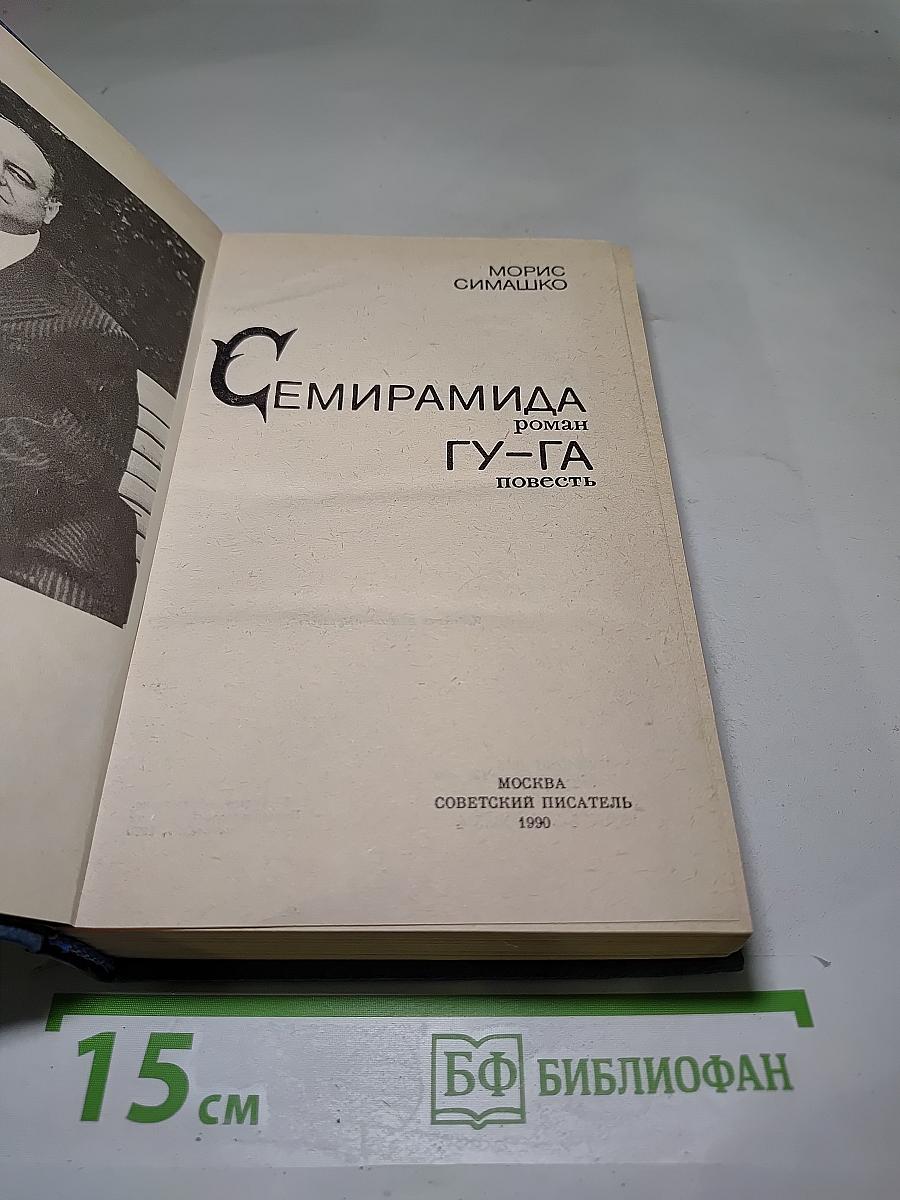 МОРИС
СИМАШКО
СЕМИРАМИДА
роман
ГУ-ГА
повесть
МОСКВА
СОВЕТСКИЙ ПИСАТЕЛЬ
1990
15 см
БФ БИБЛИОФАН